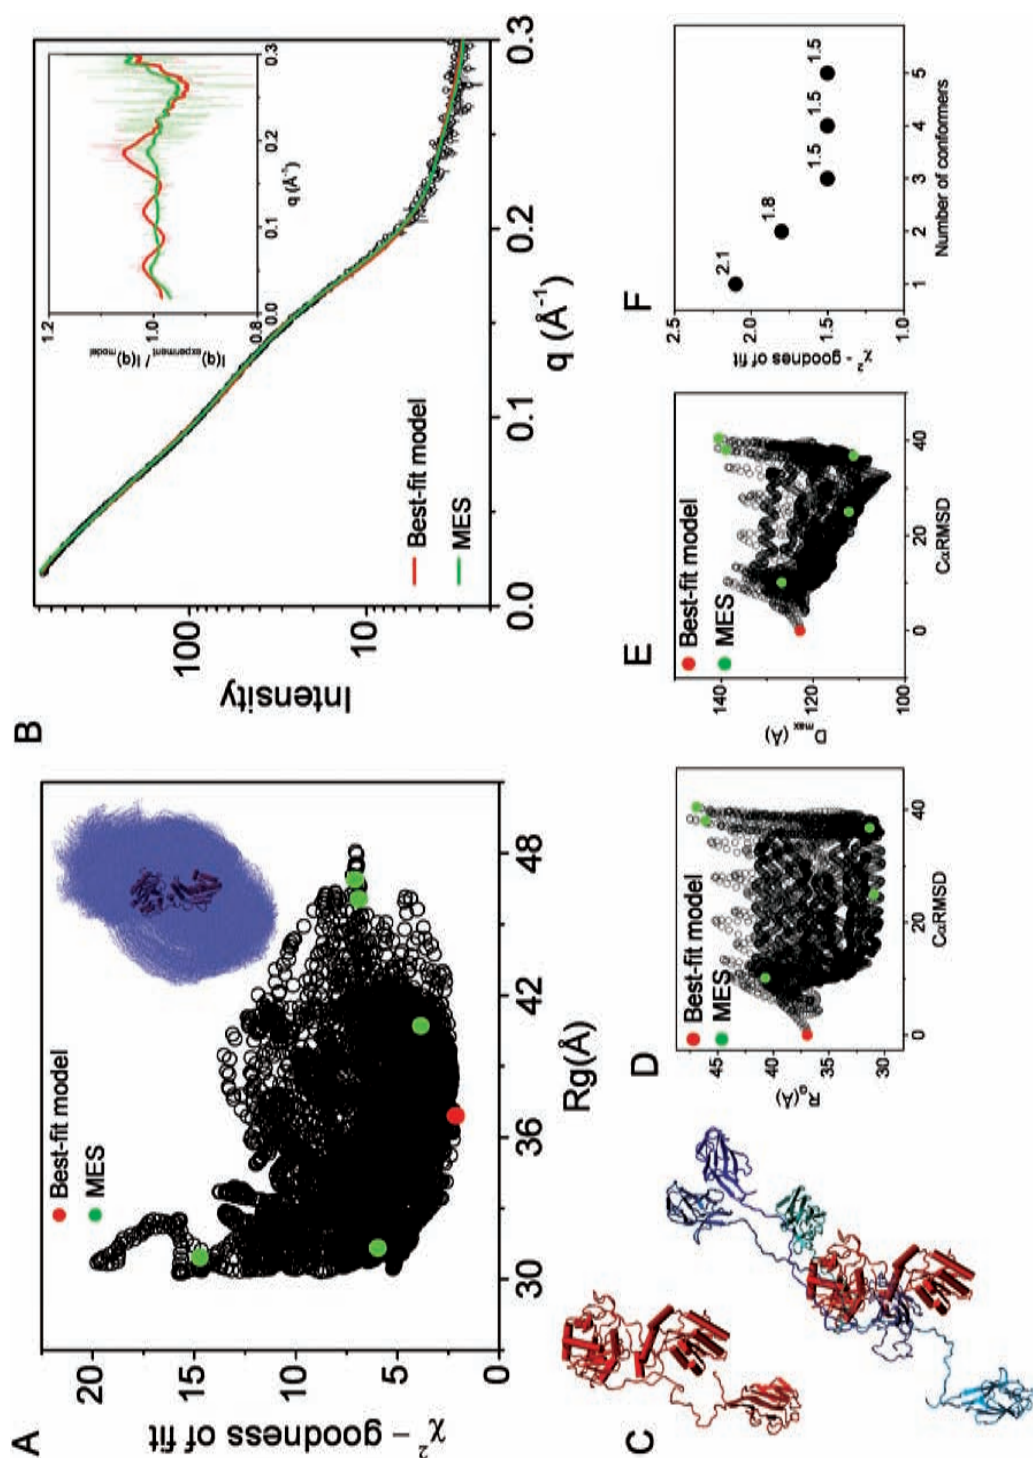 A
χ² – goodness of fit
20
15
10
5
0
30
36
42
48
Rg(Å)
Best-fit model
MES
B
Intensity
100
10
0.0
0.1
0.2
0.3
q (Å⁻¹)
Best-fit model
MES
I(q)experiment / I(q)model
1.2
1.0
0.8
0.0
0.1
0.2
0.3
q (Å⁻¹)
C
D
RG(Å)
45
40
35
30
0
20
40
CαRMSD
Best-fit model
MES
E
Dmax (Å)
140
120
100
0
20
40
CαRMSD
Best-fit model
MES
F
χ² - goodnes of fit
2.5
2.0
1.5
1.0
2.1
1.8
1.5
1.5
1.5
1
2
3
4
5
Number of conformers